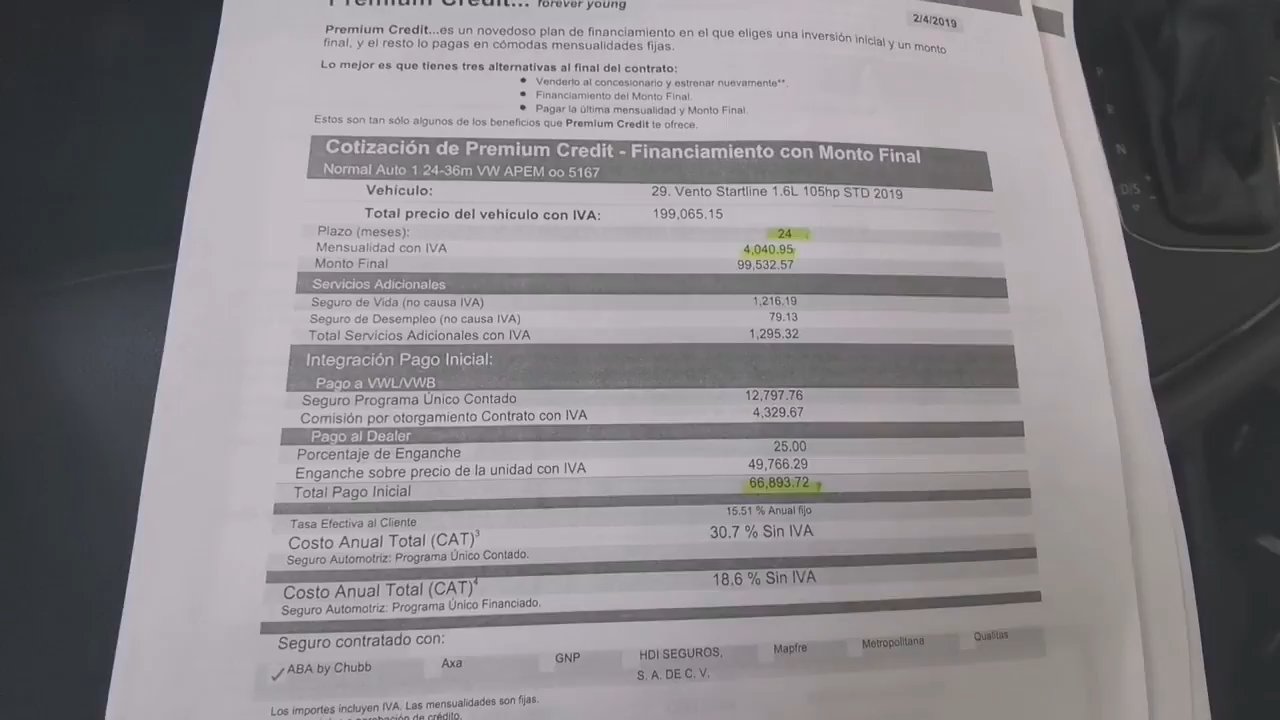 Premium Credit... forever young
2/4/2019
Premium Credit...es un novedoso plan de financiamiento en el que eliges una inversión inicial y un monto
final, y el resto lo pagas en cómodas mensualidades fijas.
Lo mejor es que tienes tres alternativas al final del contrato:
• Venderlo al concesionario y estrenar nuevamente**.
• Financiamiento del Monto Final.
• Pagar la última mensualidad y Monto Final.
Estos son tan sólo algunos de los beneficios que Premium Credit te ofrece.
Cotización de Premium Credit - Financiamiento con Monto Final
Normal Auto 1 24-36m VW APEM oo 5167
Vehículo: 29. Vento Startline 1.6L 105hp STD 2019
Total precio del vehículo con IVA: 199,065.15
Plazo (meses): 24
Mensualidad con IVA 4,040.95
Monto Final 99,532.57
Servicios Adicionales
Seguro de Vida (no causa IVA) 1,216.19
Seguro de Desempleo (no causa IVA) 79.13
Total Servicios Adicionales con IVA 1,295.32
Integración Pago Inicial:
Pago a VWL/VWB
Seguro Programa Único Contado 12,797.76
Comisión por otorgamiento Contrato con IVA 4,329.67
Pago al Dealer
Porcentaje de Enganche 25.00
Enganche sobre precio de la unidad con IVA 49,766.29
Total Pago Inicial 66,893.72
Tasa Efectiva al Cliente 15.51 % Anual fijo
Costo Anual Total (CAT)³ 30.7 % Sin IVA
Seguro Automotriz: Programa Único Contado.
Costo Anual Total (CAT)⁴ 18.6 % Sin IVA
Seguro Automotriz: Programa Único Financiado.
Seguro contratado con:
✓ ABA by Chubb Axa GNP HDI SEGUROS, S. A. DE C. V. Mapfre Metropolitana Qualitas
Los importes incluyen IVA. Las mensualidades son fijas.
aprobación de crédito.
P
R
N
D/S
+